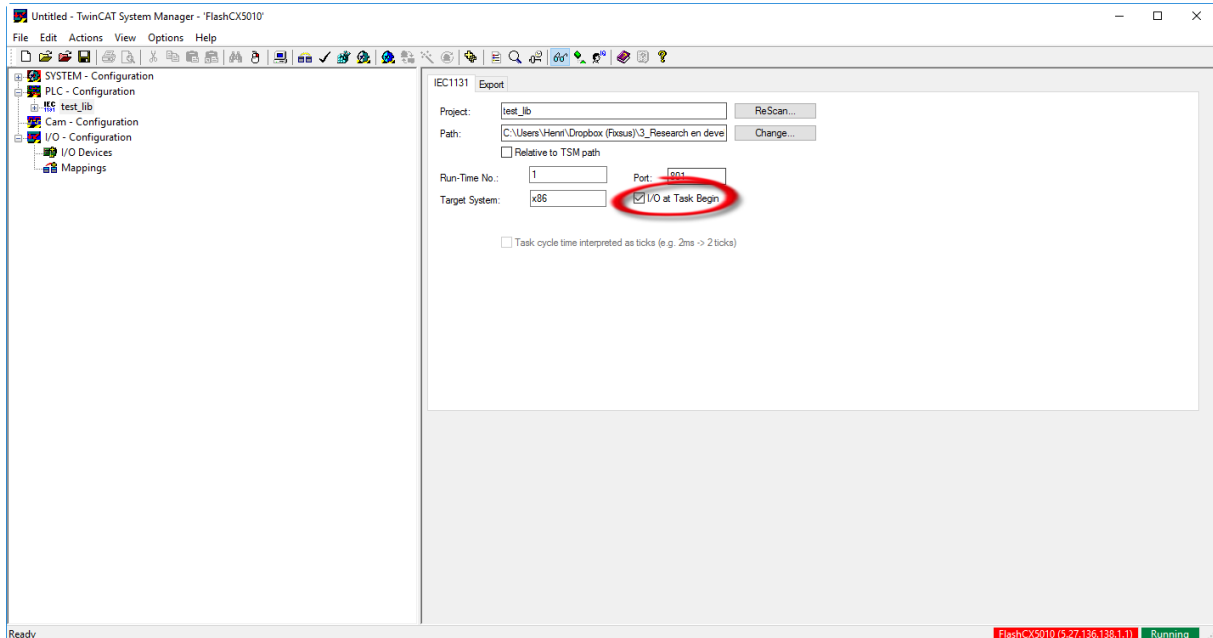 Untitled - TwinCAT System Manager - 'FlashCX5010'
File Edit Actions View Options Help
SYSTEM - Configuration
PLC - Configuration
test_lib
Cam - Configuration
I/O - Configuration
I/O Devices
Mappings
IEC1131 Export
Project: test_lib ReScan...
Path: C:\Users\Henri\Dropbox (Fixsus)\3_Research en deve Change...
Relative to TSM path
Run-Time No.: 1 Port: 801
Target System: x86 I/O at Task Begin
Task cycle time interpreted as ticks (e.g. 2ms -> 2 ticks)
Ready FlashCX5010 (5.27.136.138.1.1) Running